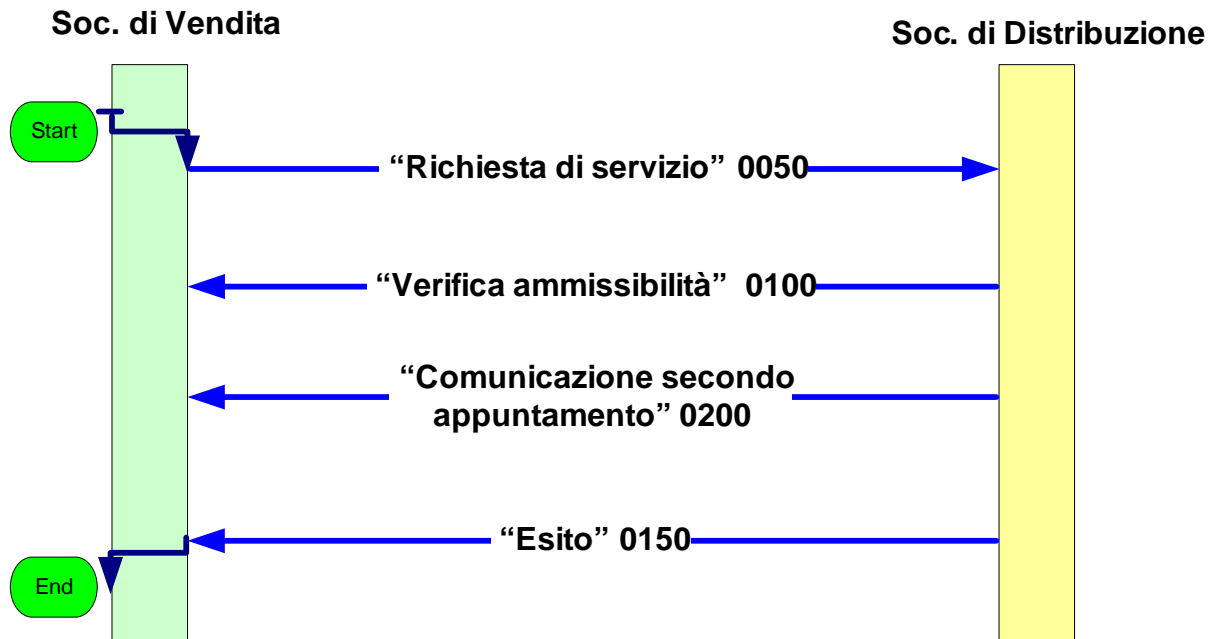 Soc. di Vendita
Soc. di Distribuzione
Start
“Richiesta di servizio” 0050
“Verifica ammissibilità” 0100
“Comunicazione secondo
appuntamento” 0200
“Esito” 0150
End